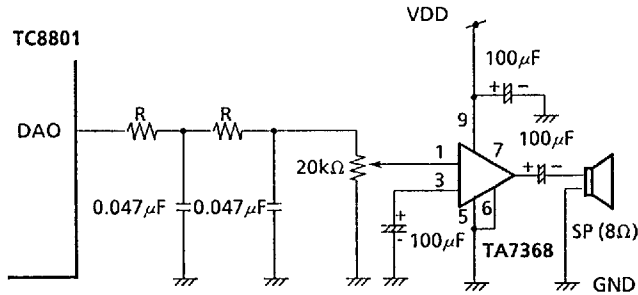 VDD
TC8801
100μF
+ -
9
100μF
R
R
DAO
1
7
+ -
20kΩ
3
0.047μF
0.047μF
+
-
100μF
5
6
SP (8Ω)
TA7368
GND